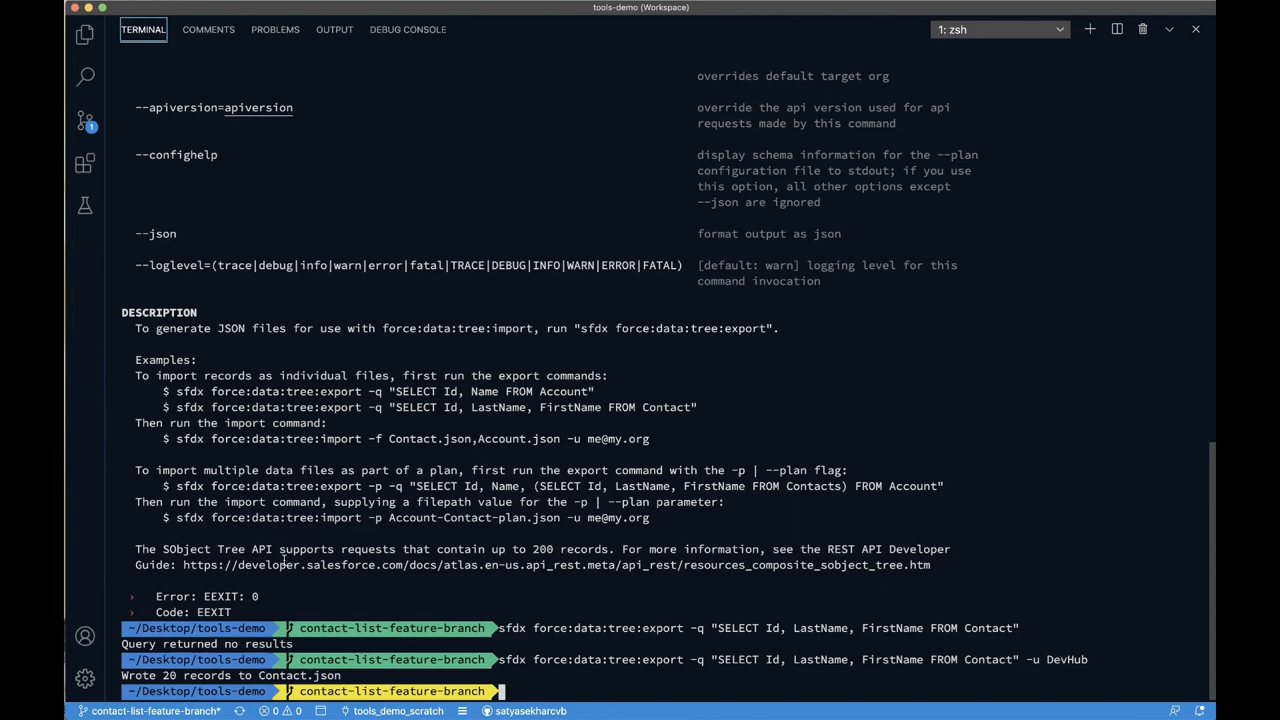 tools-demo (Workspace)
TERMINAL COMMENTS PROBLEMS OUTPUT DEBUG CONSOLE 1: zsh
overrides default target org
--apiversion=apiversion override the api version used for api
requests made by this command
--confighelp display schema information for the --plan
configuration file to stdout; if you use
this option, all other options except
--json are ignored
--json format output as json
--loglevel=(trace|debug|info|warn|error|fatal|TRACE|DEBUG|INFO|WARN|ERROR|FATAL) [default: warn] logging level for this
command invocation
DESCRIPTION
To generate JSON files for use with force:data:tree:import, run "sfdx force:data:tree:export".
Examples:
To import records as individual files, first run the export commands:
$ sfdx force:data:tree:export -q "SELECT Id, Name FROM Account"
$ sfdx force:data:tree:export -q "SELECT Id, LastName, FirstName FROM Contact"
Then run the import command:
$ sfdx force:data:tree:import -f Contact.json,Account.json -u me@my.org
To import multiple data files as part of a plan, first run the export command with the -p | --plan flag:
$ sfdx force:data:tree:export -p -q "SELECT Id, Name, (SELECT Id, LastName, FirstName FROM Contacts) FROM Account"
Then run the import command, supplying a filepath value for the -p | --plan parameter:
$ sfdx force:data:tree:import -p Account-Contact-plan.json -u me@my.org
The SObject Tree API supports requests that contain up to 200 records. For more information, see the REST API Developer
Guide: https://developer.salesforce.com/docs/atlas.en-us.api_rest.meta/api_rest/resources_composite_sobject_tree.htm
› Error: EEXIT: 0
› Code: EEXIT
~/Desktop/tools-demo contact-list-feature-branch sfdx force:data:tree:export -q "SELECT Id, LastName, FirstName FROM Contact"
Query returned no results
~/Desktop/tools-demo contact-list-feature-branch sfdx force:data:tree:export -q "SELECT Id, LastName, FirstName FROM Contact" -u DevHub
Wrote 20 records to Contact.json
~/Desktop/tools-demo contact-list-feature-branch
contact-list-feature-branch* 0 0 tools_demo_scratch satyasekharcvb
1